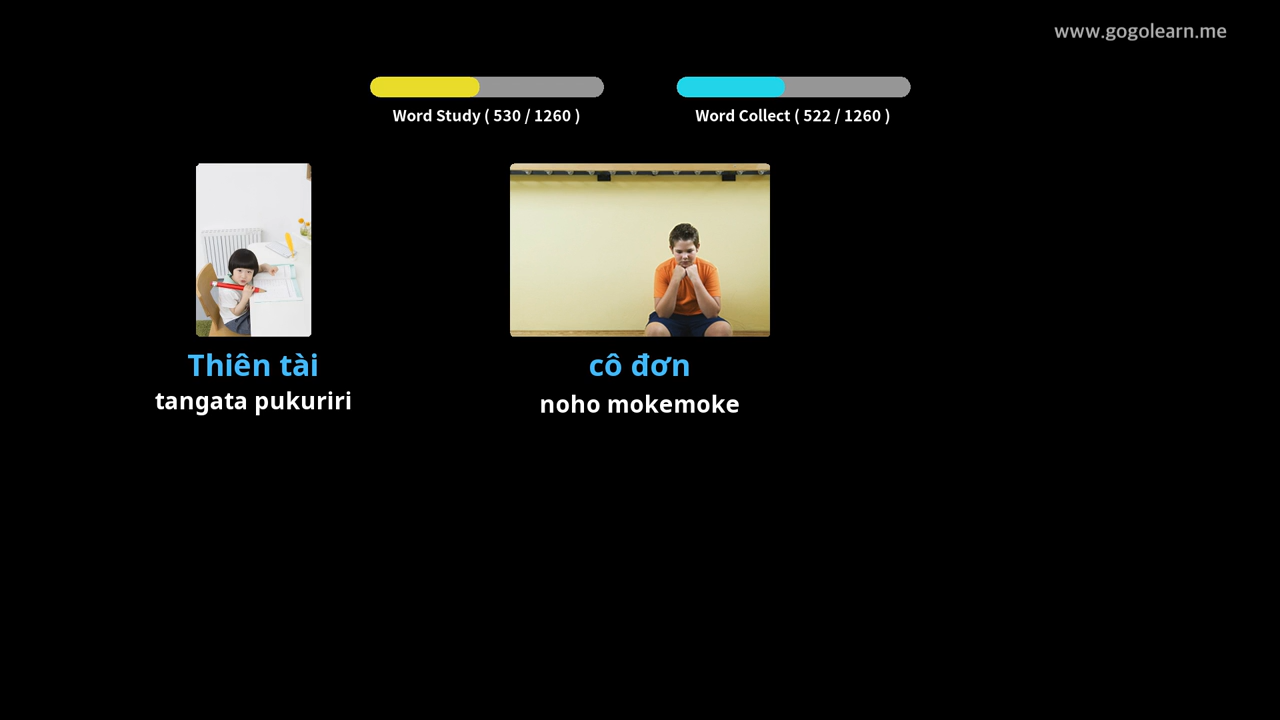 www.gogolearn.me
Word Study ( 530 / 1260 )
Word Collect ( 522 / 1260 )
Thiên tài
tangata pukuriri
cô đơn
noho mokemoke